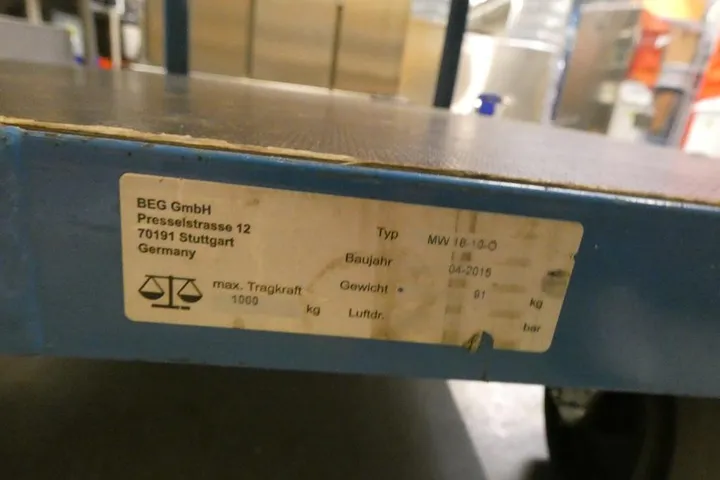 BEG GmbH
Presselstrasse 12
70191 Stuttgart
Germany
max. Tragkraft
1000 kg
Typ
Baujahr 04-2015
Gewicht 81 kg
Luftdr. bar